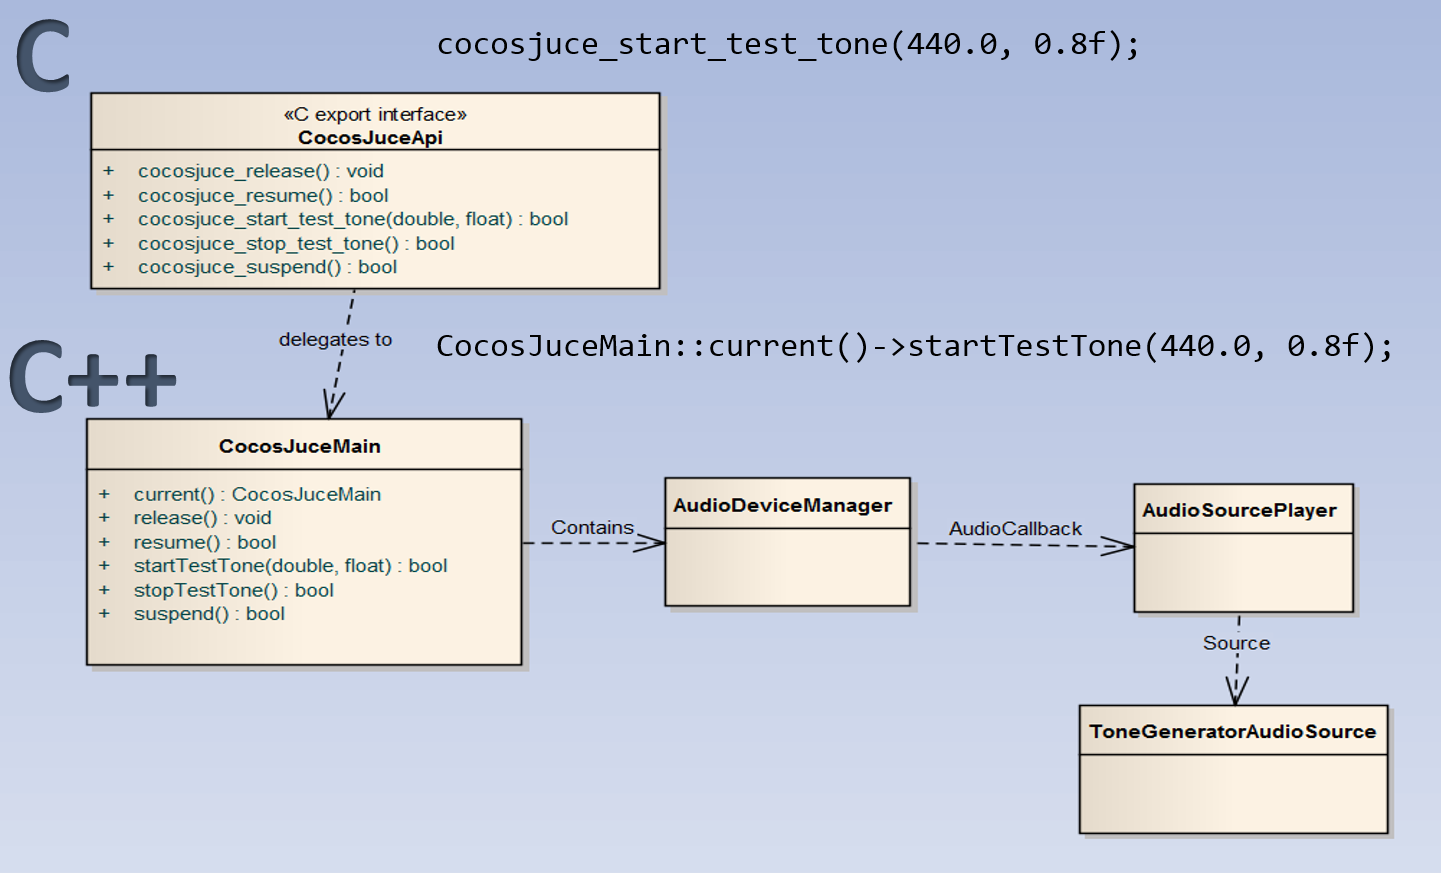 C
cocosjuce_start_test_tone(440.0, 0.8f);
«C export interface»
CocosJuceApi
+ cocosjuce_release() : void
+ cocosjuce_resume() : bool
+ cocosjuce_start_test_tone(double, float) : bool
+ cocosjuce_stop_test_tone() : bool
+ cocosjuce_suspend() : bool
delegates to
C++
CocosJuceMain::current()->startTestTone(440.0, 0.8f);
CocosJuceMain
+ current() : CocosJuceMain
+ release() : void
+ resume() : bool
+ startTestTone(double, float) : bool
+ stopTestTone() : bool
+ suspend() : bool
Contains
AudioDeviceManager
AudioCallback
AudioSourcePlayer
Source
ToneGeneratorAudioSource